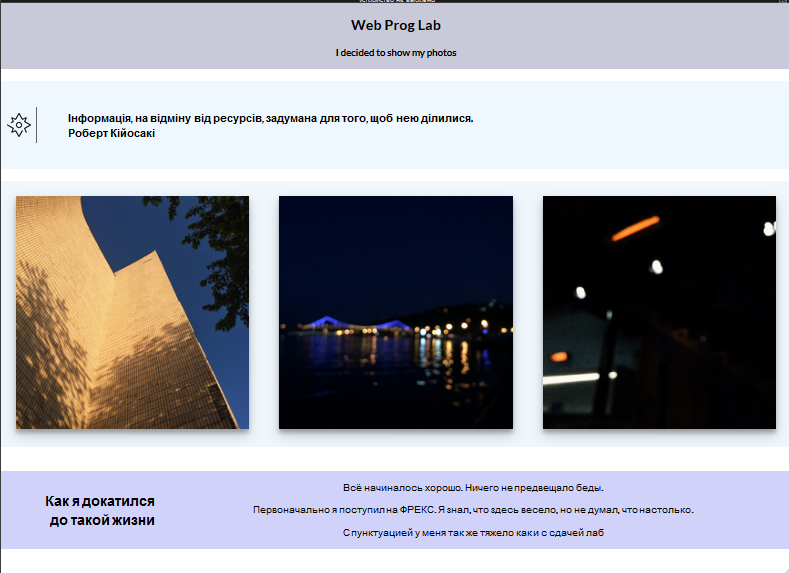 Web Prog Lab
I decided to show my photos
Інформація, на відміну від ресурсів, задумана для того, щоб нею ділилися.
Роберт Кійосакі
Как я докатился
до такой жизни
Всё начиналось хорошо. Ничего не предвещало беды.
Первоначально я поступил на ФРЕКС. Я знал, что здесь весело, но не думал, что настолько.
С пунктуацией у меня так же тяжело как и с сдачей лаб